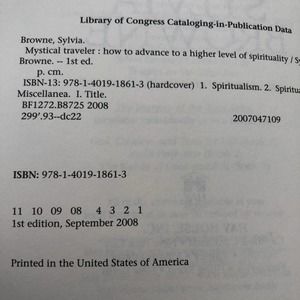 Library of Congress Cataloging-in-Publication Data
Browne, Sylvia.
Mystical traveler : how to advance to a higher level of spirituality / Sy
Browne. -- 1st ed.
p. cm.
ISBN-13: 978-1-4019-1861-3 (hardcover) 1. Spiritualism. 2. Spiritu
Miscellanea. I. Title.
BF1272.B8725 2008
299'.93--dc22 2007047109
ISBN: 978-1-4019-1861-3
11 10 09 08 4 3 2 1
1st edition, September 2008
Printed in the United States of America